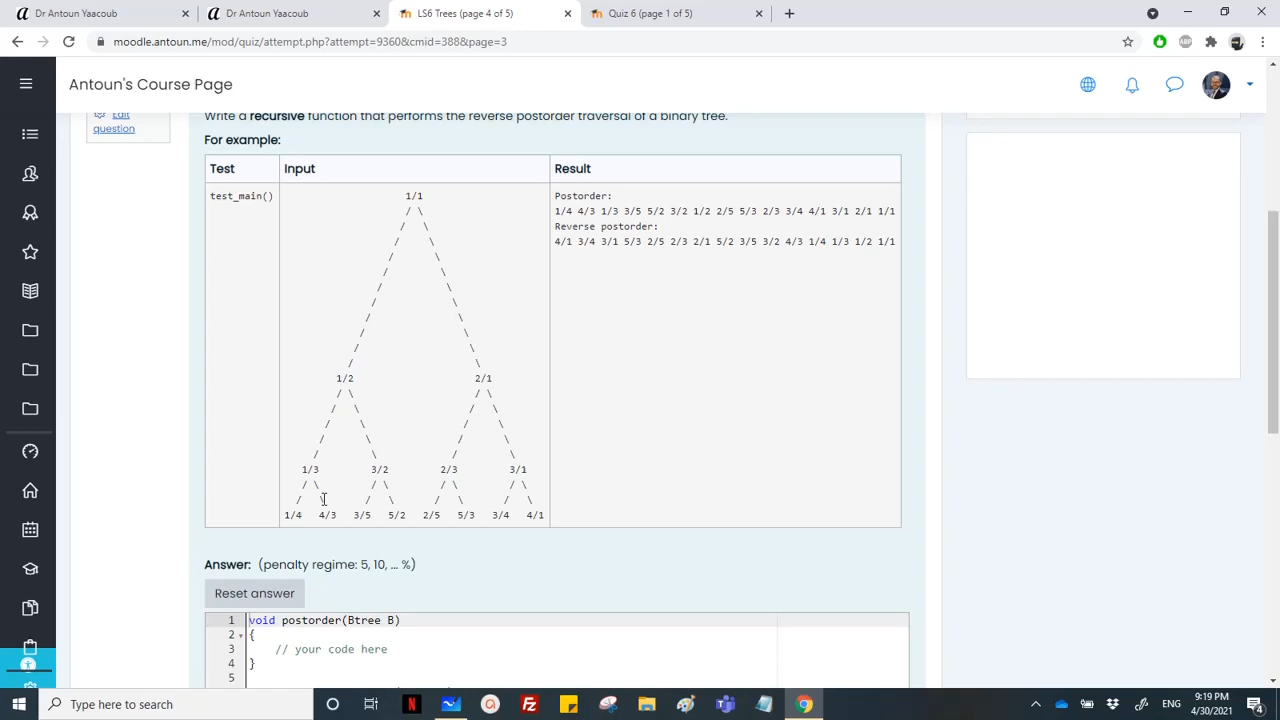 Dr Antoun Yaacoub
Dr Antoun Yaacoub
LS6 Trees (page 4 of 5)
Quiz 6 (page 1 of 5)
moodle.antoun.me/mod/quiz/attempt.php?attempt=9360&cmid=388&page=3
Antoun's Course Page
Edit
question
Write a recursive function that performs the reverse postorder traversal of a binary tree.
For example:
Test Input Result
test_main()
1/1
/ \
/ \
/ \
/ \
/ \
/ \
/ \
/ \
/ \
/ \
/ \
1/2 2/1
/ \ / \
/ \ / \
/ \ / \
/ \ / \
/ \ / \
1/3 3/2 2/3 3/1
/ \ / \ / \ / \
/ \ / \ / \ / \
1/4 4/3 3/5 5/2 2/5 5/3 3/4 4/1
Postorder:
1/4 4/3 1/3 3/5 5/2 3/2 1/2 2/5 5/3 2/3 3/4 4/1 3/1 2/1 1/1
Reverse postorder:
4/1 3/4 3/1 5/3 2/5 2/3 2/1 5/2 3/5 3/2 4/3 1/4 1/3 1/2 1/1
Answer: (penalty regime: 5, 10, ... %)
Reset answer
1 void postorder(Btree B)
2 {
3 // your code here
4 }
5
Type here to search
ENG
9:19 PM
4/30/2021
4